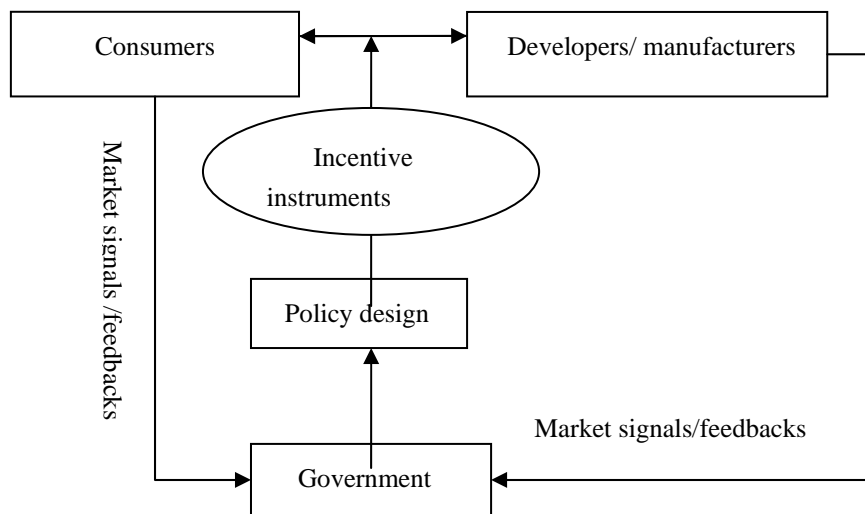 Consumers
Developers/ manufacturers
Incentive
instruments
Market signals /feedbacks
Policy design
Market signals/feedbacks
Government